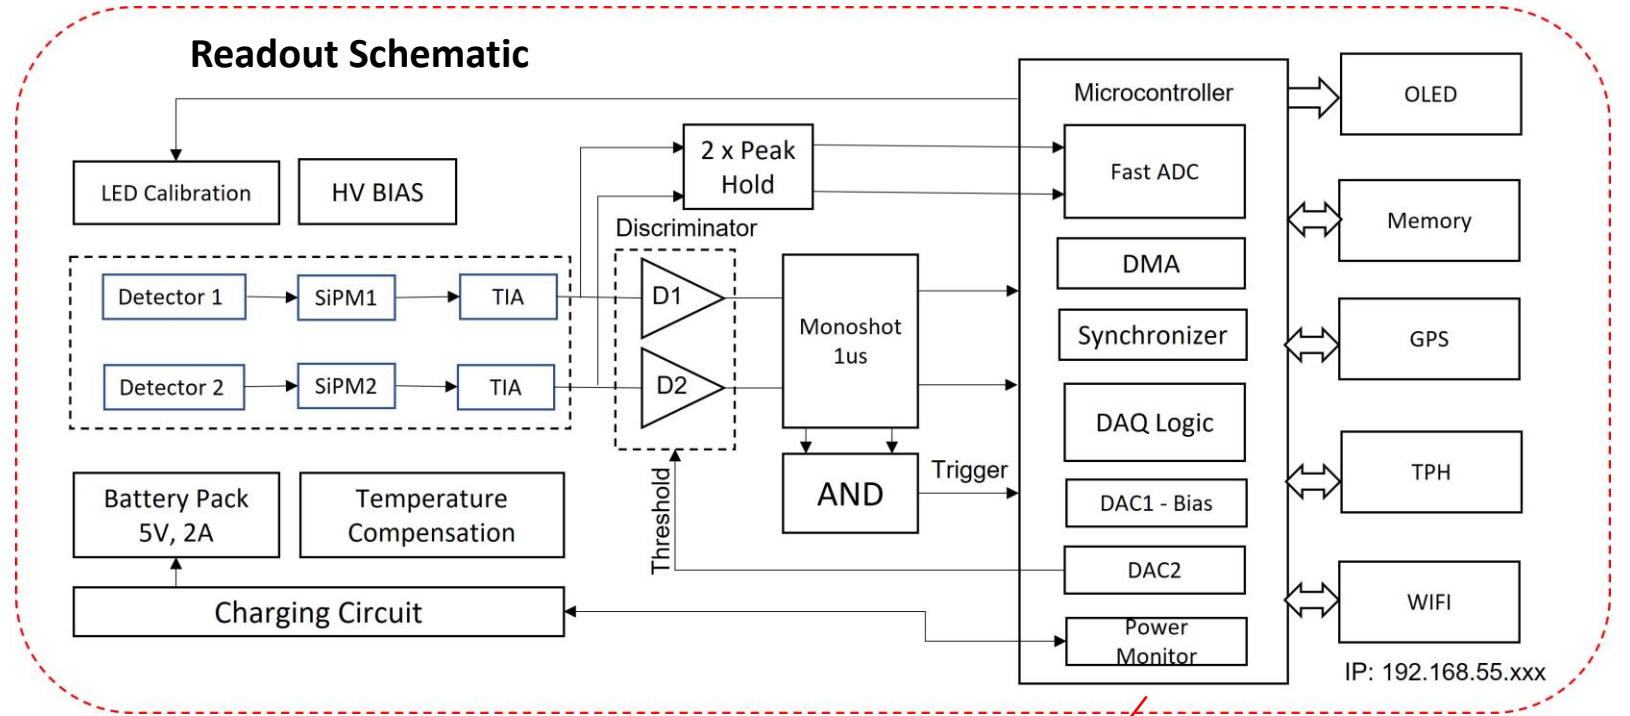 Readout Schematic
Microcontroller
OLED
2 x Peak
Hold
Fast ADC
LED Calibration
HV BIAS
Memory
Discriminator
DMA
Detector 1
SiPM1
TIA
D1
Monoshot
1us
Synchronizer
GPS
Detector 2
SiPM2
TIA
D2
DAQ Logic
Battery Pack
5V, 2A
Temperature
Compensation
Threshold
AND
Trigger
DAC1 - Bias
TPH
DAC2
Charging Circuit
Power
Monitor
WIFI
IP: 192.168.55.xxx